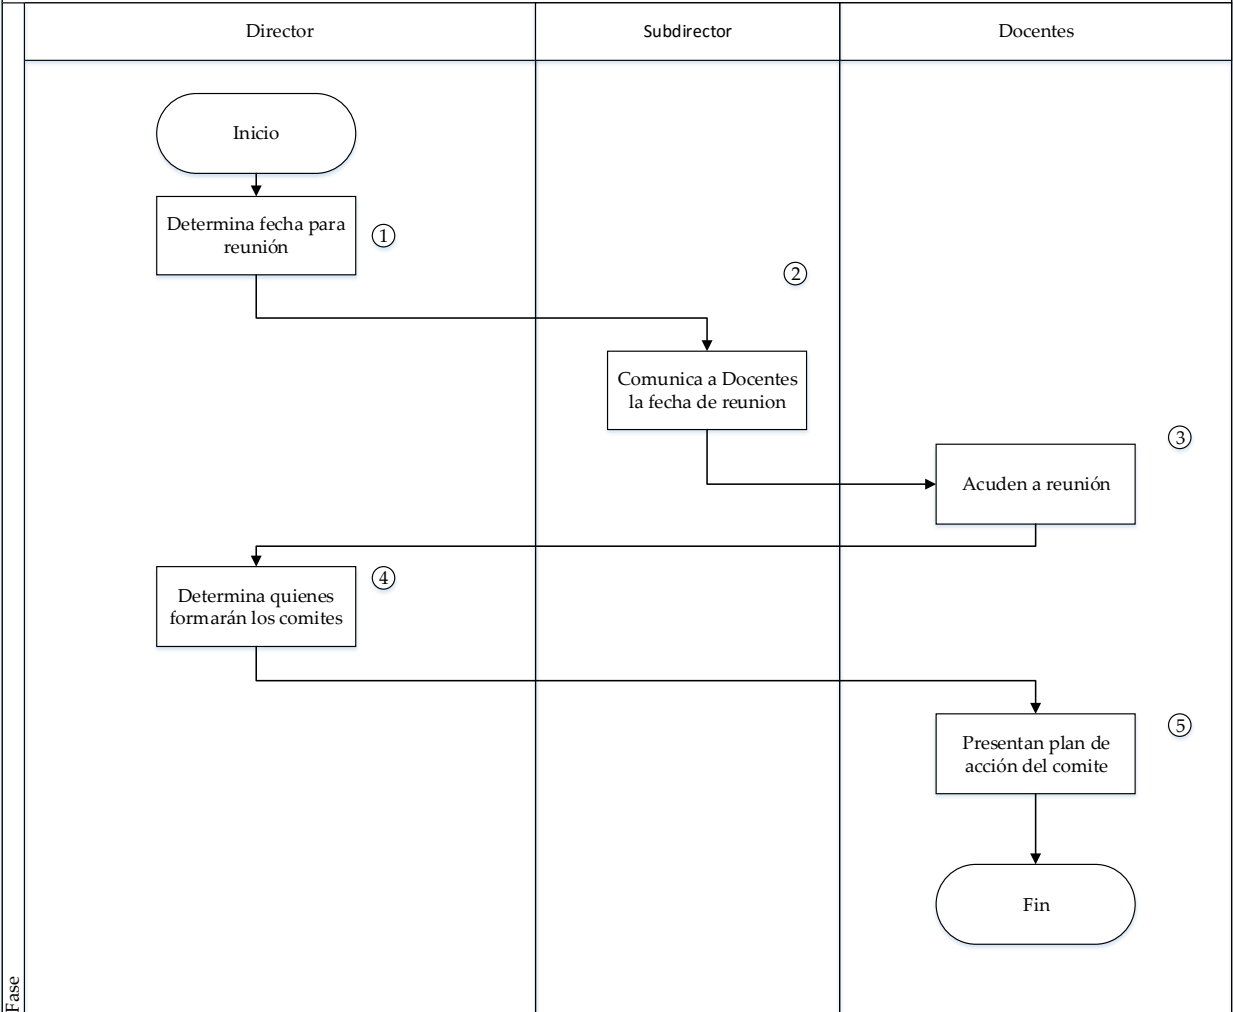 Director
Subdirector
Docentes
Inicio
Determina fecha para
reunión
1
2
Comunica a Docentes
la fecha de reunion
3
Acuden a reunión
4
Determina quienes
formarán los comites
5
Presentan plan de
acción del comite
Fin
Fase